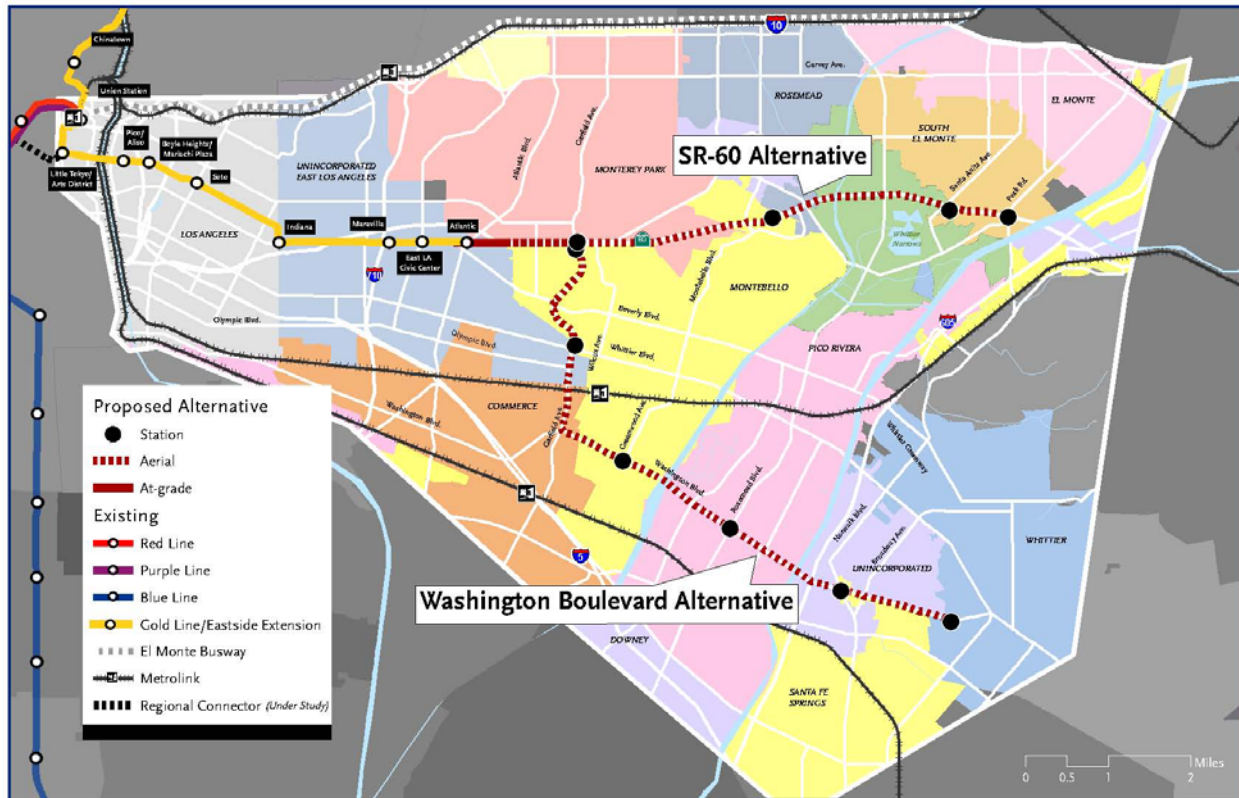 10
Chinatown
Union Station
Garvey Ave.
ROSEMEAD
EL MONTE
Pico/
Aliso
Boyle Heights/
Mariachi Plaza
Soto
Little Tokyo/
Arts District
UNINCORPORATED
EAST LOS ANGELES
Atlantic Blvd.
Garfield Ave.
MONTEREY PARK
SR-60 Alternative
SOUTH
EL MONTE
Santa Anita Ave
Peck Rd.
LOS ANGELES
Indiana
Maravilla
East LA
Civic Center
Atlantic
710
60
Whittier
Narrows
Montebello Blvd.
MONTEBELLO
Olympic Blvd.
Olympic Blvd.
Beverly Blvd.
Whittier Blvd.
Wilcox Ave.
PICO RIVERA
605
COMMERCE
Washington Blvd.
Garfield Ave.
Greenwood Ave.
Washington Blvd.
Rosemead Blvd.
Whittier Greenway
Norwalk Blvd.
Broadway Ave.
WHITTIER
UNINCORPORATED
5
Washington Boulevard Alternative
DOWNEY
SANTA FE
SPRINGS
Proposed Alternative
Station
Aerial
At-grade
Existing
Red Line
Purple Line
Blue Line
Gold Line/Eastside Extension
El Monte Busway
Metrolink
Regional Connector (Under Study)
Miles
0 0.5 1 2